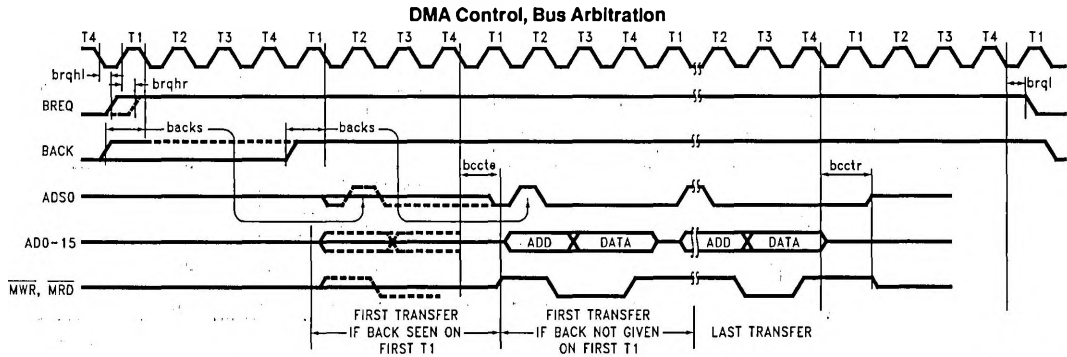 DMA Control, Bus Arbitration
T4 T1 T2 T3 T4 T1 T2 T3 T4 T1 T2 T3 T4 T1 T2 T3 T4 T1 T2 T3 T4 T1
brqhl
brqhr
brql
BREQ
backs
backs
BACK
bccte
bcctr
ADS0
AD0-15
ADD
DATA
ADD
DATA
MWR, MRD
FIRST TRANSFER
IF BACK SEEN ON
FIRST T1
FIRST TRANSFER
IF BACK NOT GIVEN
ON FIRST T1
LAST TRANSFER